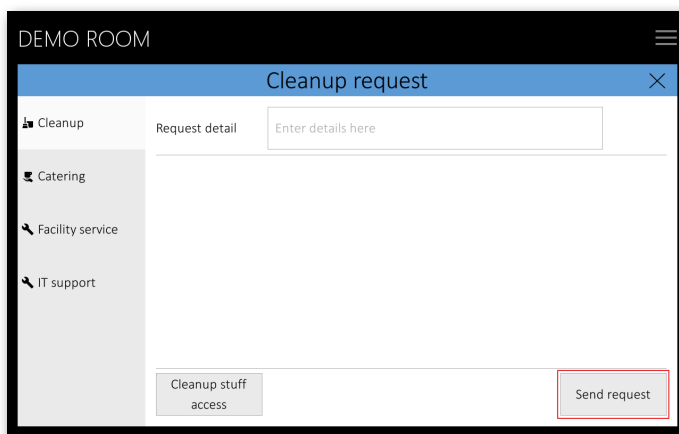 DEMO ROOM
Cleanup request
Cleanup
Request detail
Enter details here
Catering
Facility service
IT support
Cleanup stuff
access
Send request